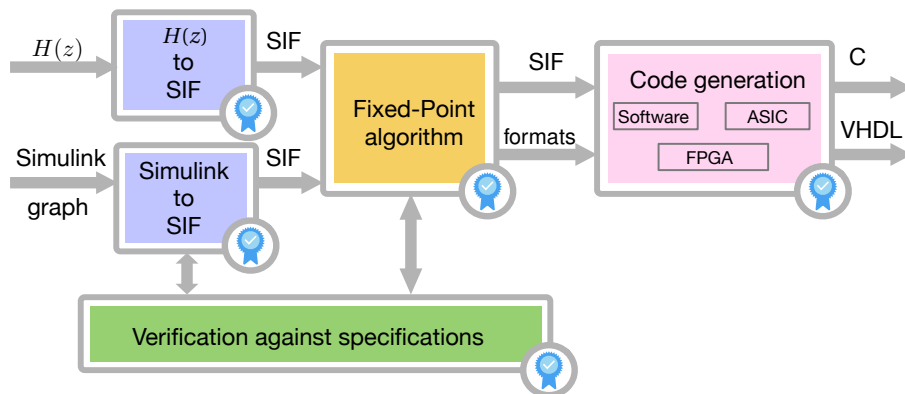 H(z)
H(z)
to
SIF
SIF
Simulink
graph
Simulink
to
SIF
SIF
Fixed-Point
algorithm
SIF
formats
Code generation
Software
ASIC
FPGA
C
VHDL
Verification against specifications